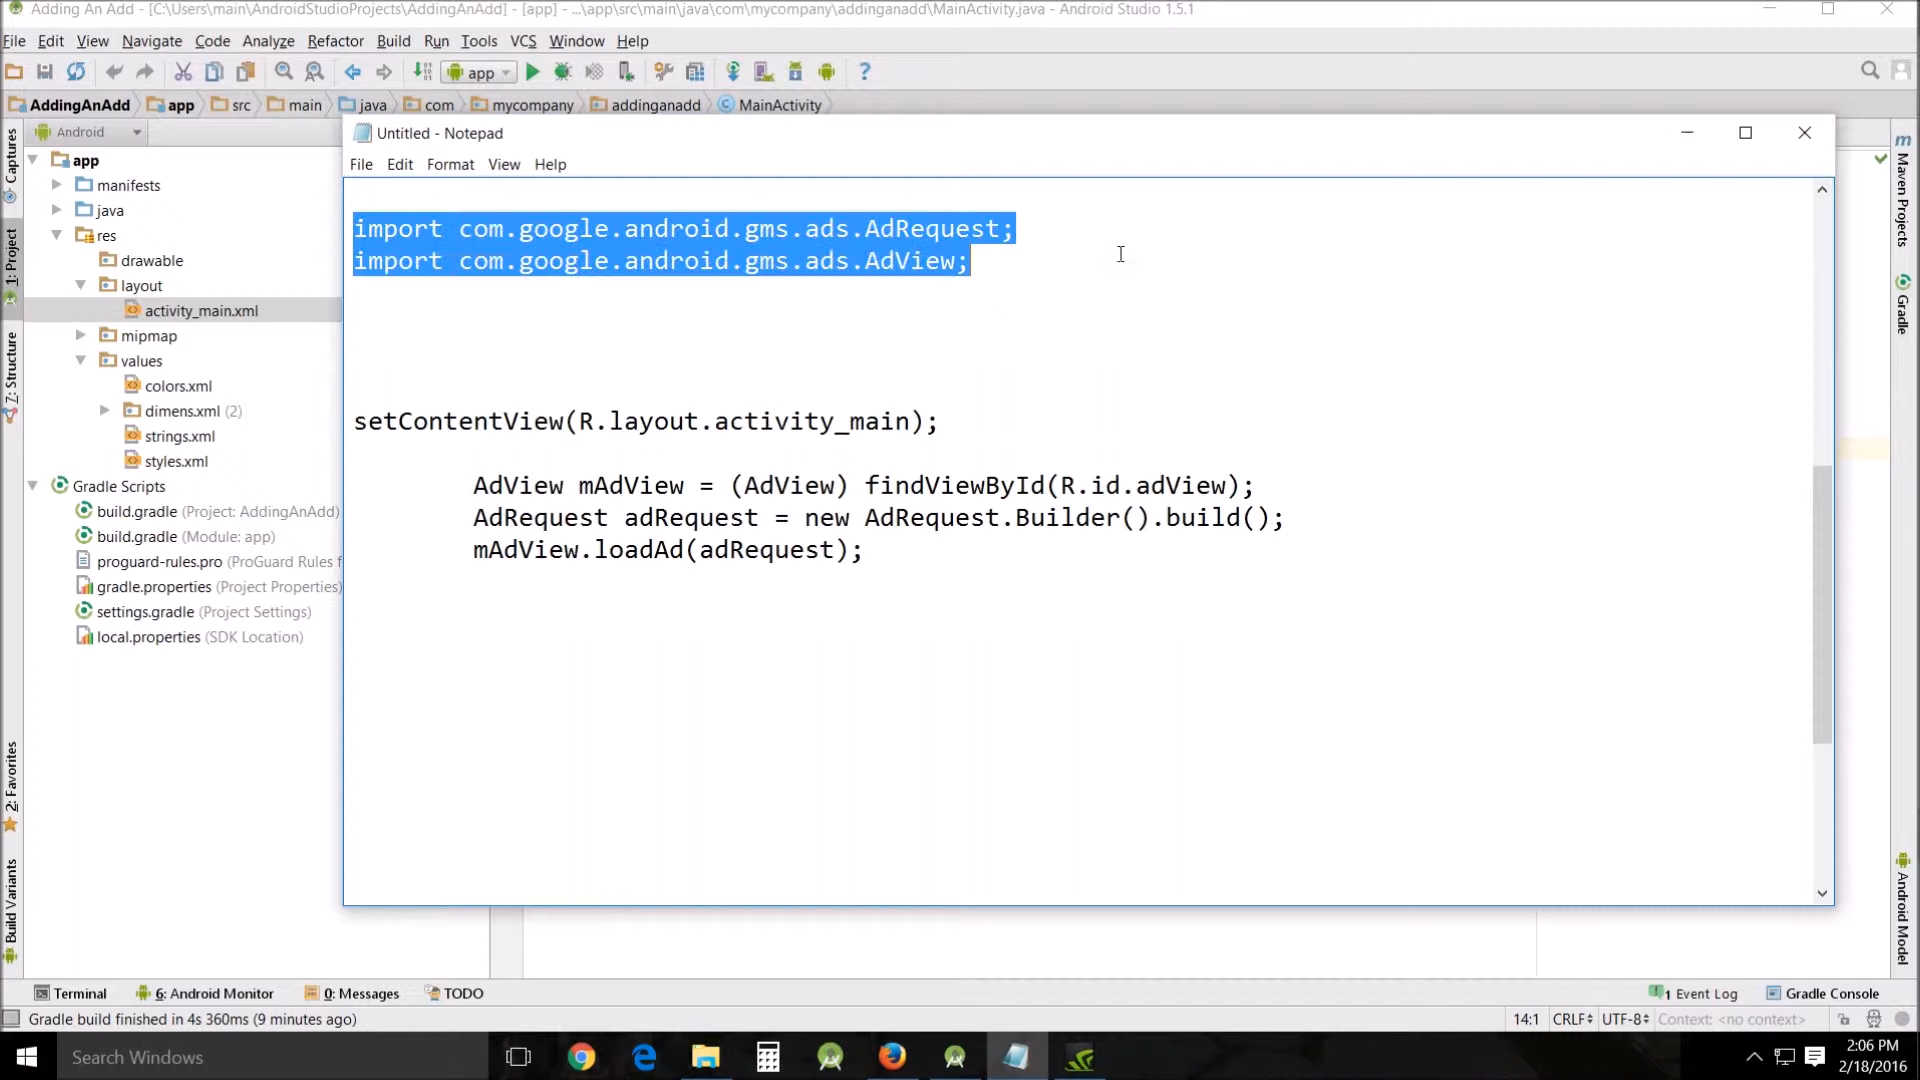 Adding An Add - [C:\Users\main\AndroidStudioProjects\AddingAnAdd] - [app] - ...\app\src\main\java\com\mycompany\addinganadd\MainActivity.java - Android Studio 1.5.1
File Edit View Navigate Code Analyze Refactor Build Run Tools VCS Window Help
app
AddingAnAdd app src main java com mycompany addinganadd MainActivity
Android
Untitled - Notepad
File Edit Format View Help
app
manifests
java
res
drawable
layout
activity_main.xml
mipmap
values
colors.xml
dimens.xml (2)
strings.xml
styles.xml
Gradle Scripts
build.gradle (Project: AddingAnAdd)
build.gradle (Module: app)
proguard-rules.pro (ProGuard Rules f
gradle.properties (Project Properties)
settings.gradle (Project Settings)
local.properties (SDK Location)
import com.google.android.gms.ads.AdRequest;
import com.google.android.gms.ads.AdView;
setContentView(R.layout.activity_main);
AdView mAdView = (AdView) findViewById(R.id.adView);
AdRequest adRequest = new AdRequest.Builder().build();
mAdView.loadAd(adRequest);
Captures
1: Project
7: Structure
2: Favorites
Build Variants
Maven Projects
Gradle
Android Model
Terminal 6: Android Monitor 0: Messages TODO
1 Event Log Gradle Console
Gradle build finished in 4s 360ms (9 minutes ago)
14:1 CRLF UTF-8 Context: <no context>
Search Windows
2:06 PM
2/18/2016